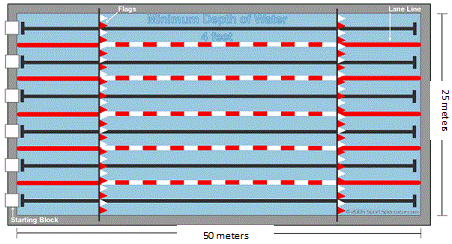 Flags
Lane Line
Minimum Depth of Water
4 feet
25 meters
Starting Block
50 meters